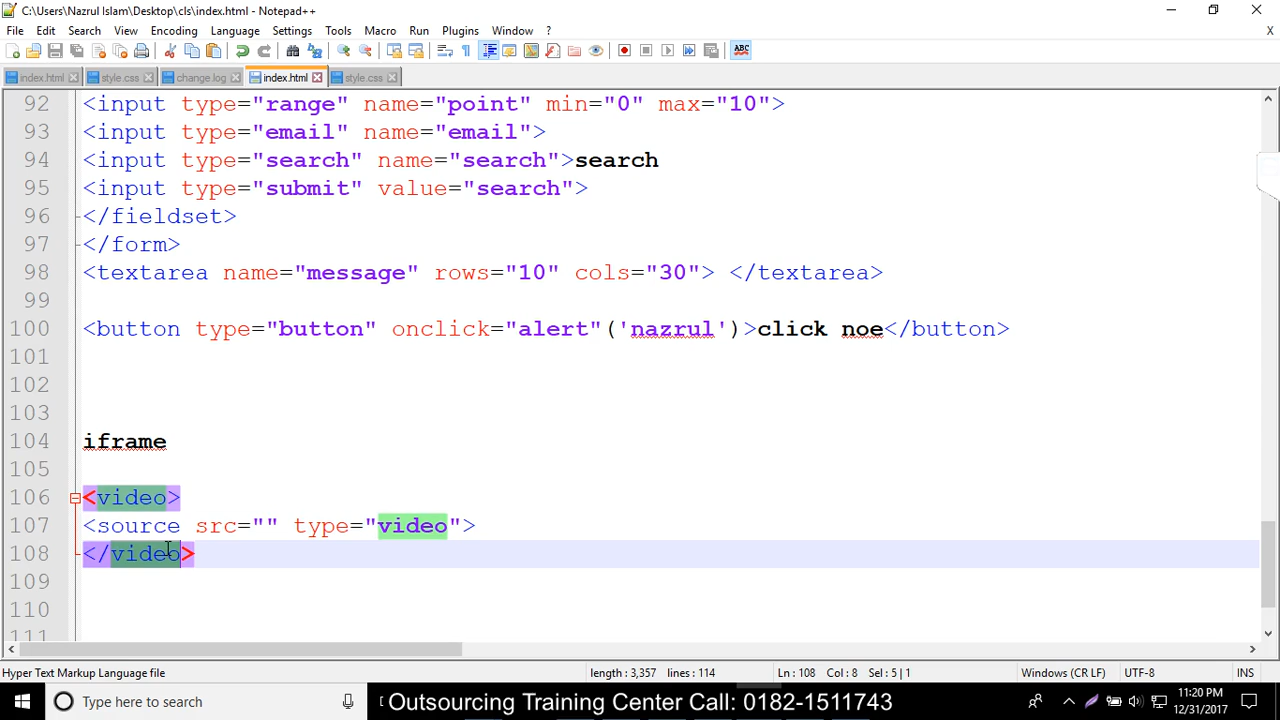 C:\Users\Nazrul Islam\Desktop\cls\index.html - Notepad++
File Edit Search View Encoding Language Settings Tools Macro Run Plugins Window ?
X
ABC
index.html style.css change.log index.html style.css
92 <input type="range" name="point" min="0" max="10">
93 <input type="email" name="email">
94 <input type="search" name="search">search
95 <input type="submit" value="search">
96 </fieldset>
97 </form>
98 <textarea name="message" rows="10" cols="30"> </textarea>
99
100 <button type="button" onclick="alert"('nazrul')>click noe</button>
101
102
103
104 iframe
105
106 <video>
107 <source src="" type="video">
108 </video>
109
110
111
Hyper Text Markup Language file length : 3,357 lines : 114 Ln : 108 Col : 8 Sel : 5 | 1 Windows (CR LF) UTF-8 INS
Type here to search [ Outsourcing Training Center Call: 0182-1511743 11:20 PM
12/31/2017